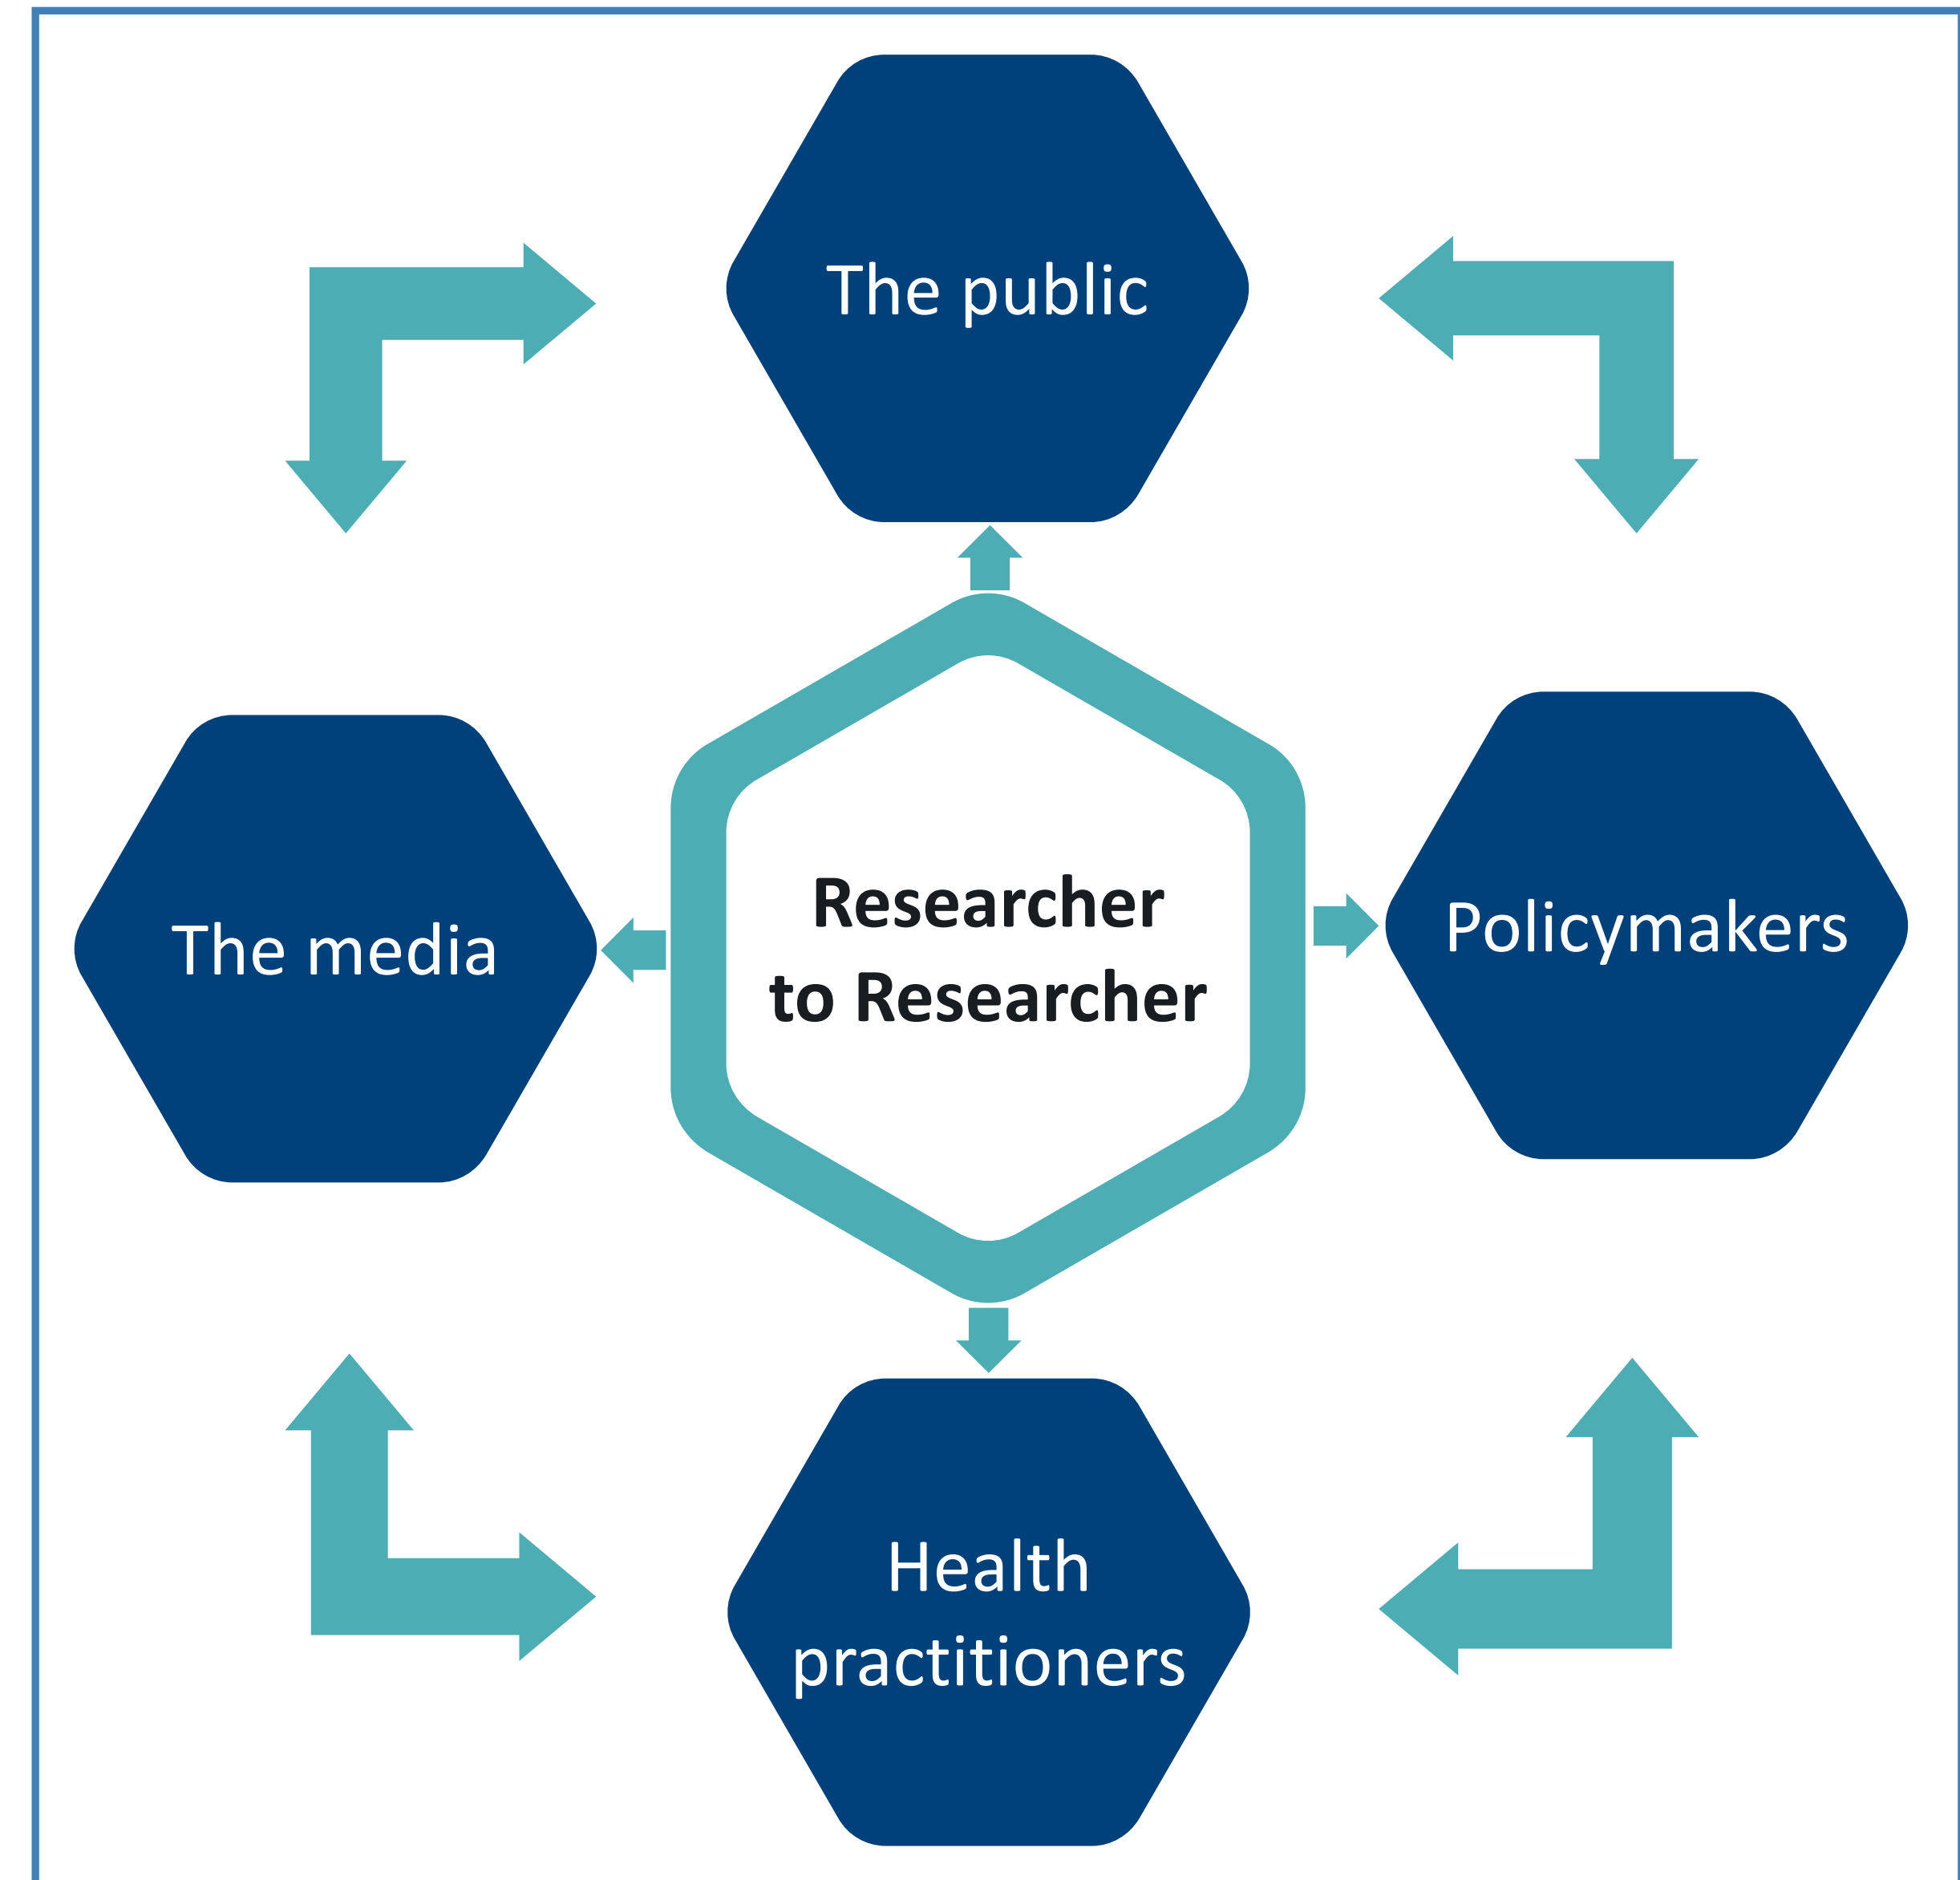 The public
The media
Researcher
to Researcher
Policymakers
Health
practitioners